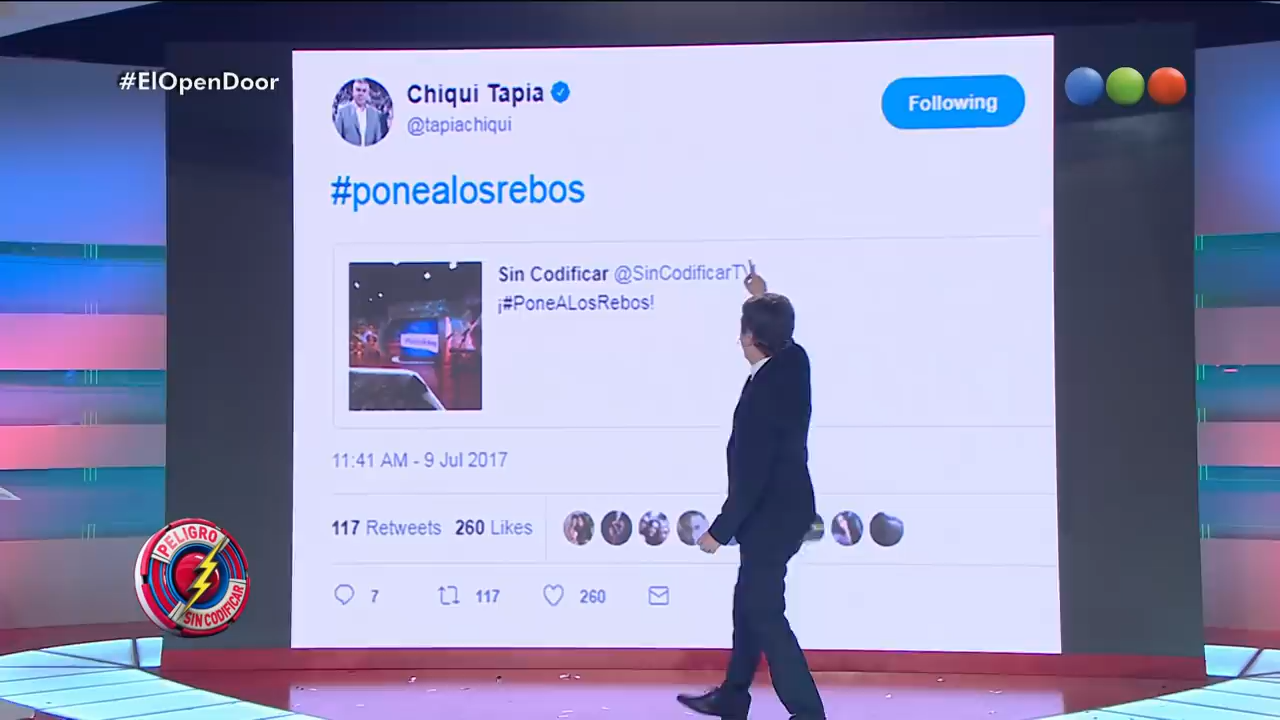 #ElOpenDoor
Chiqui Tapia
@tapiachiqui
Following
#ponealosrebos
Sin Codificar @SinCodificarTV
¡#PoneALosRebos!
11:41 AM - 9 Jul 2017
117 Retweets 260 Likes
7 117 260
PELIGRO
SIN CODIFICAR